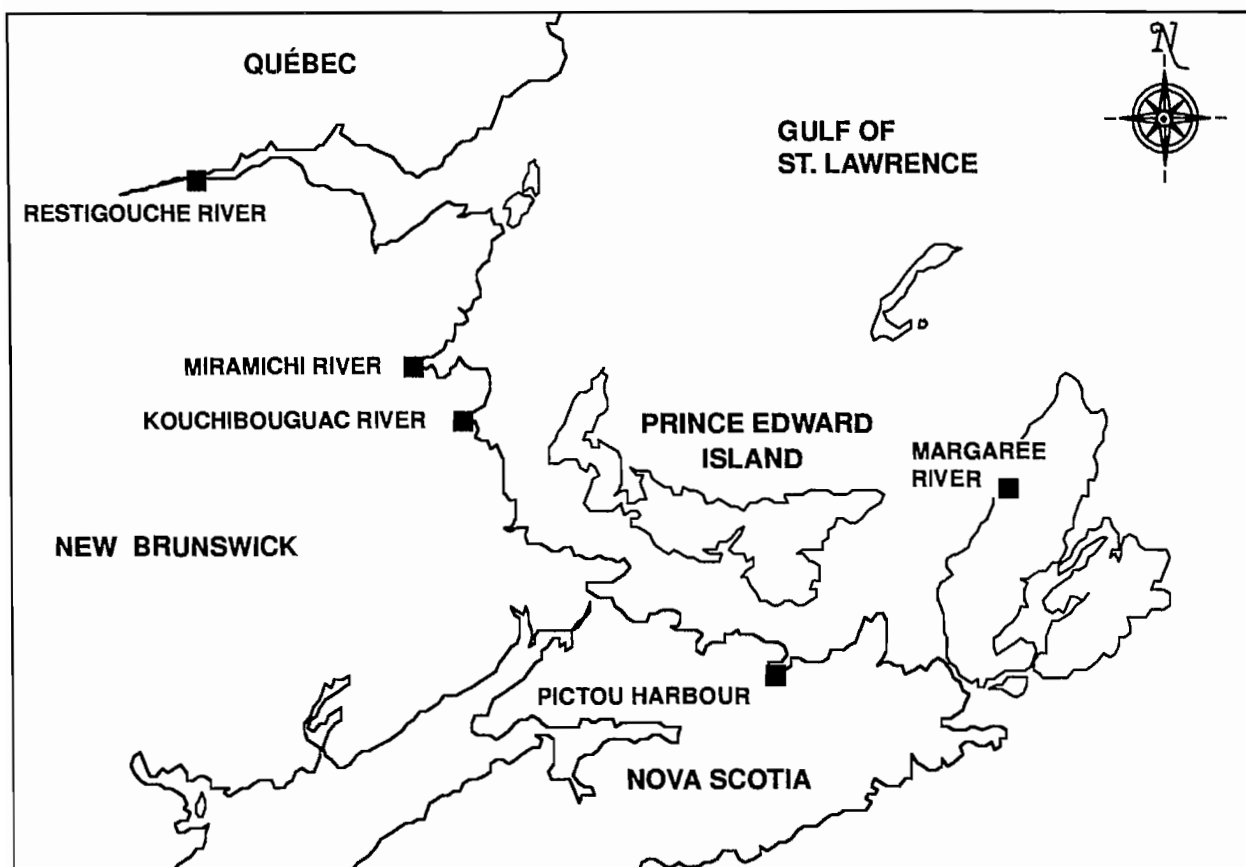 QUÉBEC
N
GULF OF
ST. LAWRENCE
RESTIGOUCHE RIVER
MIRAMICHI RIVER
KOUCHIBOUGUAC RIVER
PRINCE EDWARD
ISLAND
MARGAREE
RIVER
NEW BRUNSWICK
PICTOU HARBOUR
NOVA SCOTIA